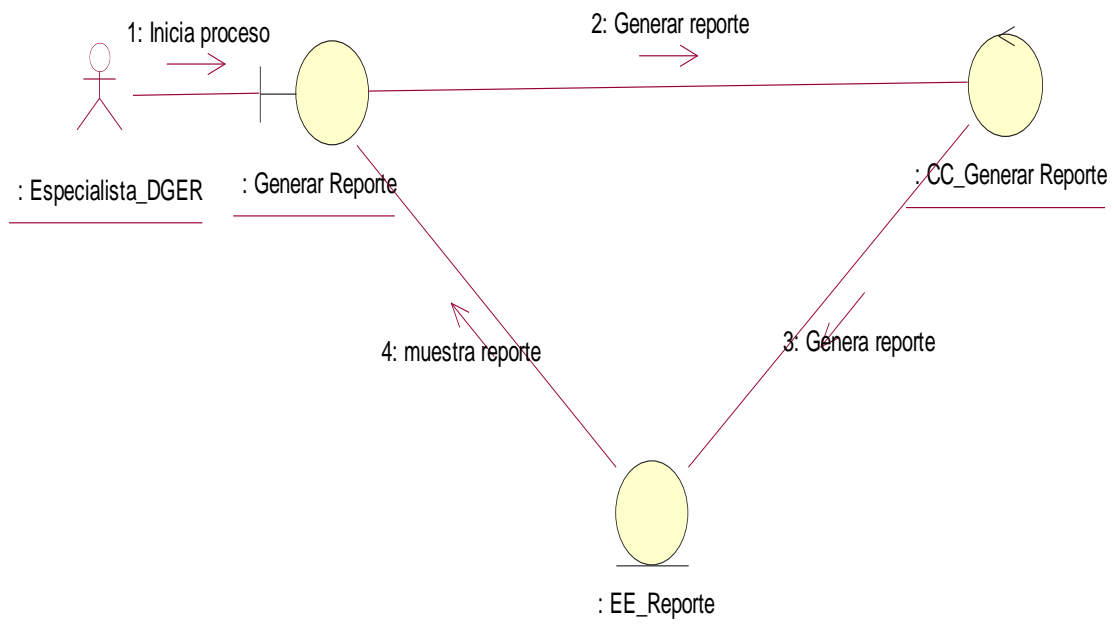 1: Inicia proceso
2: Generar reporte
: Especialista_DGER
: Generar Reporte
: CC_Generar Reporte
4: muestra reporte
3: Genera reporte
: EE_Reporte